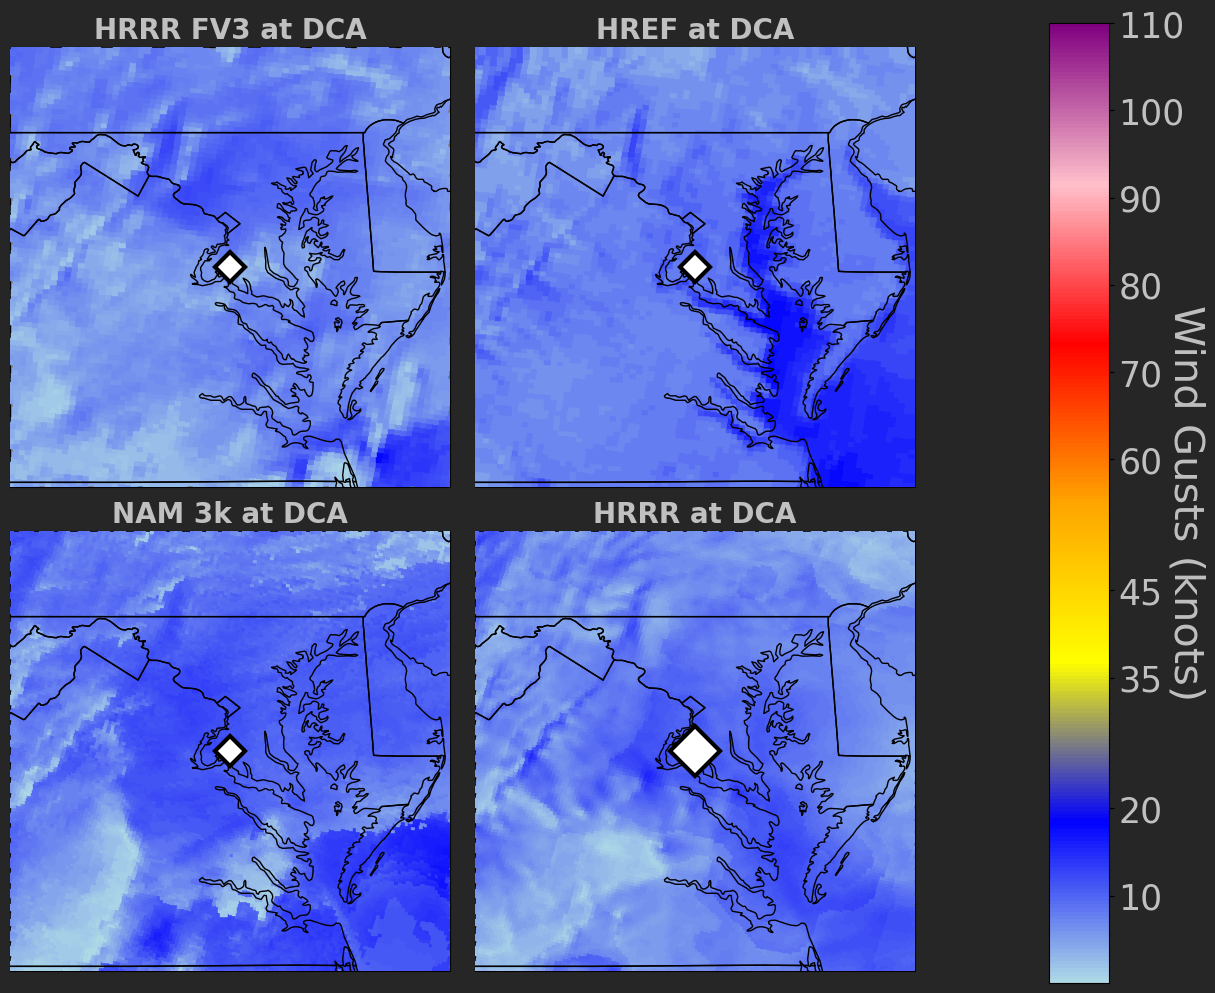 HRRR FV3 at DCA
HREF at DCA
NAM 3k at DCA
HRRR at DCA
110
100
90
80
70
60
45
35
20
10
Wind Gusts (knots)